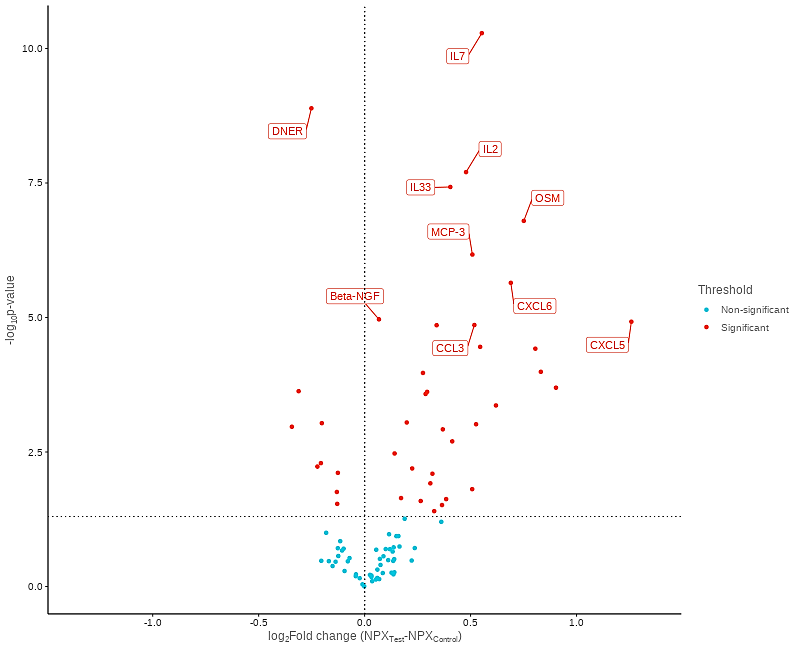 10.0
7.5
5.0
2.5
0.0
-log10p-value
IL7
DNER
IL2
IL33
OSM
MCP-3
Beta-NGF
CXCL6
CCL3
CXCL5
Threshold
Non-significant
Significant
-1.0 -0.5 0.0 0.5 1.0
log2Fold change (NPXTest-NPXControl)